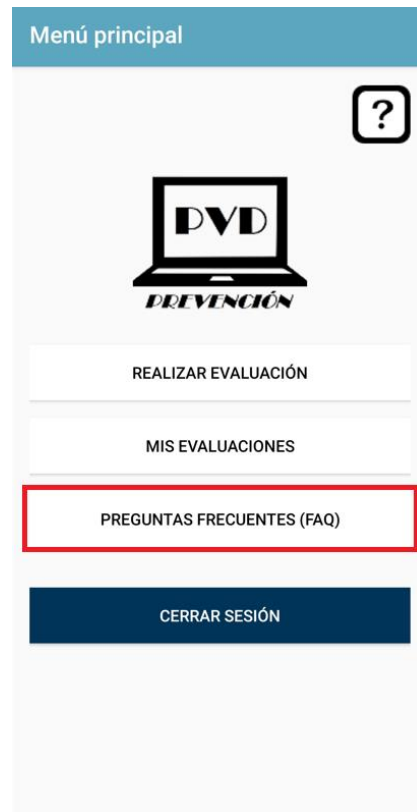 Menú principal
?
PVD
PREVENCIÓN
REALIZAR EVALUACIÓN
MIS EVALUACIONES
PREGUNTAS FRECUENTES (FAQ)
CERRAR SESIÓN